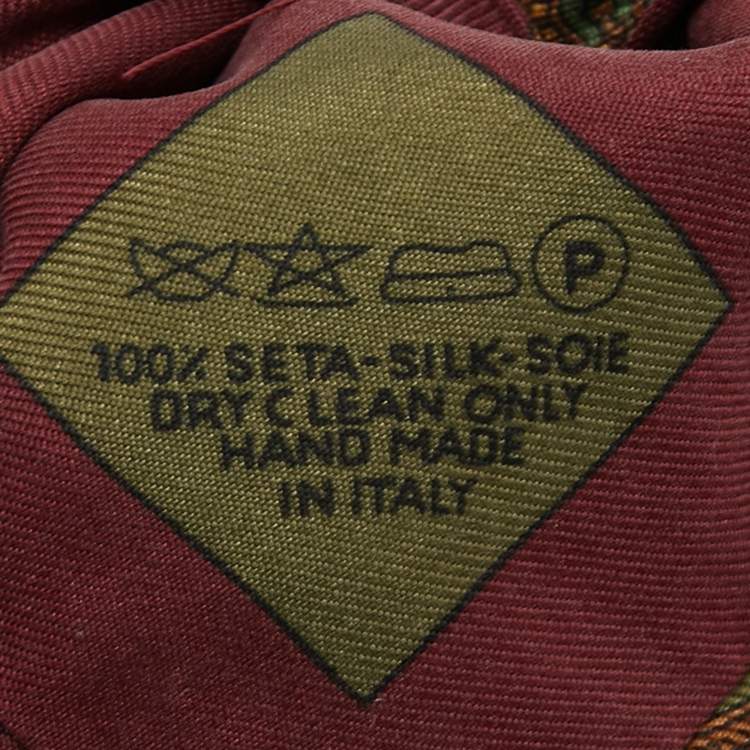 P
100% SETA-SILK-SOIE
DRY CLEAN ONLY
HAND MADE
IN ITALY